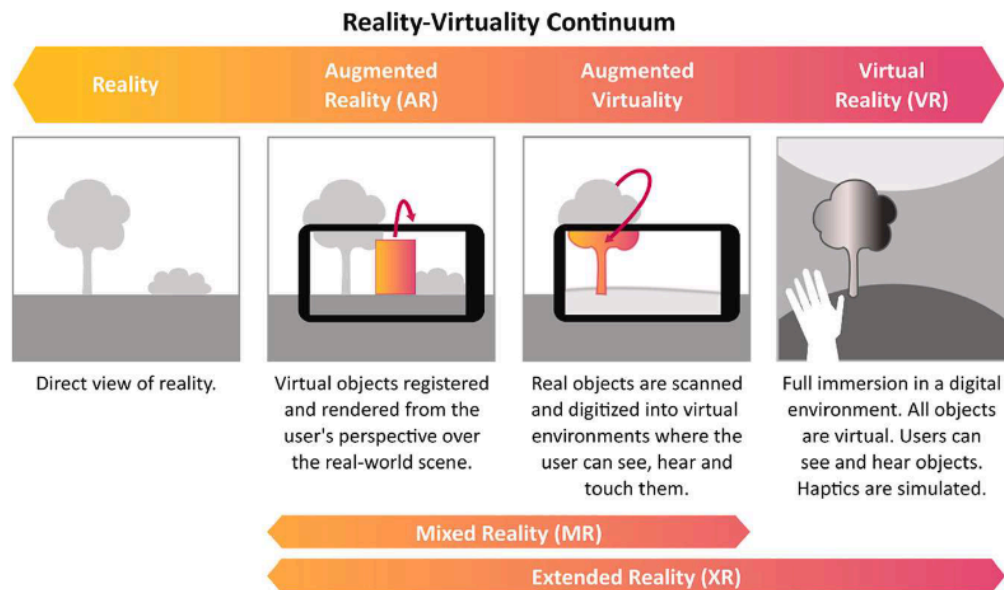 Reality-Virtuality Continuum
Reality
Augmented
Reality (AR)
Augmented
Virtuality
Virtual
Reality (VR)
Direct view of reality.
Virtual objects registered
and rendered from the
user's perspective over
the real-world scene.
Real objects are scanned
and digitized into virtual
environments where the
user can see, hear and
touch them.
Full immersion in a digital
environment. All objects
are virtual. Users can
see and hear objects.
Haptics are simulated.
Mixed Reality (MR)
Extended Reality (XR)